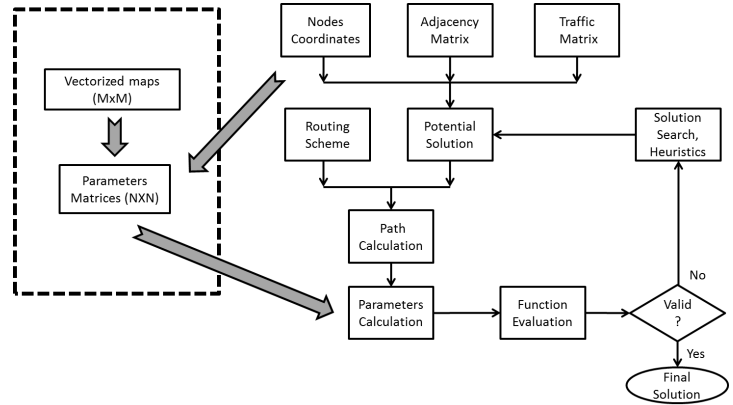 Nodes
Coordinates
Adjacency
Matrix
Traffic
Matrix
Vectorized maps
(MxM)
Parameters
Matrices (NXN)
Routing
Scheme
Potential
Solution
Solution
Search,
Heuristics
Path
Calculation
Parameters
Calculation
Function
Evaluation
Valid
?
No
Yes
Final
Solution